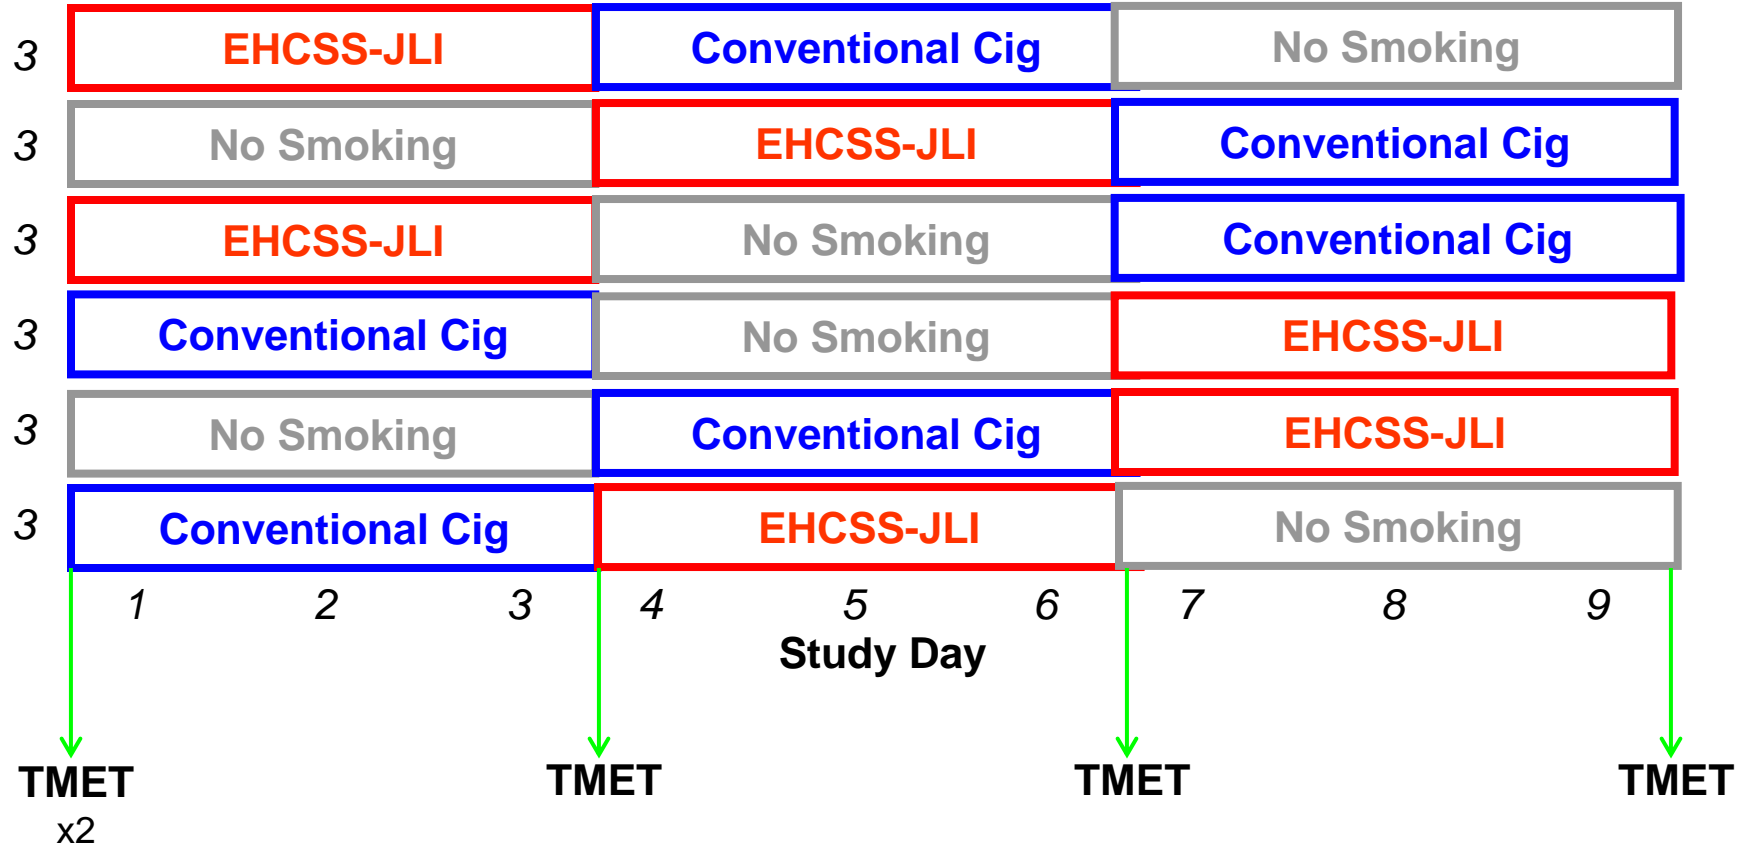 3 EHCSS-JLI Conventional Cig No Smoking
3 No Smoking EHCSS-JLI Conventional Cig
3 EHCSS-JLI No Smoking Conventional Cig
3 Conventional Cig No Smoking EHCSS-JLI
3 No Smoking Conventional Cig EHCSS-JLI
3 Conventional Cig EHCSS-JLI No Smoking
1 2 3 4 5 6 7 8 9
Study Day
TMET TMET TMET TMET
x2